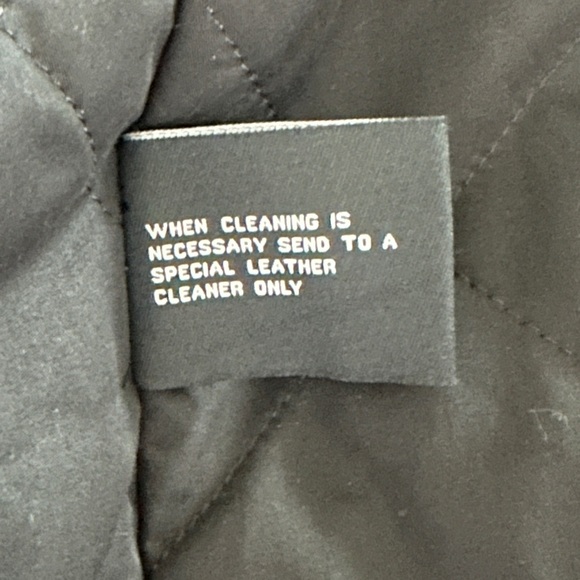 WHEN CLEANING IS
NECESSARY SEND TO A
SPECIAL LEATHER
CLEANER ONLY